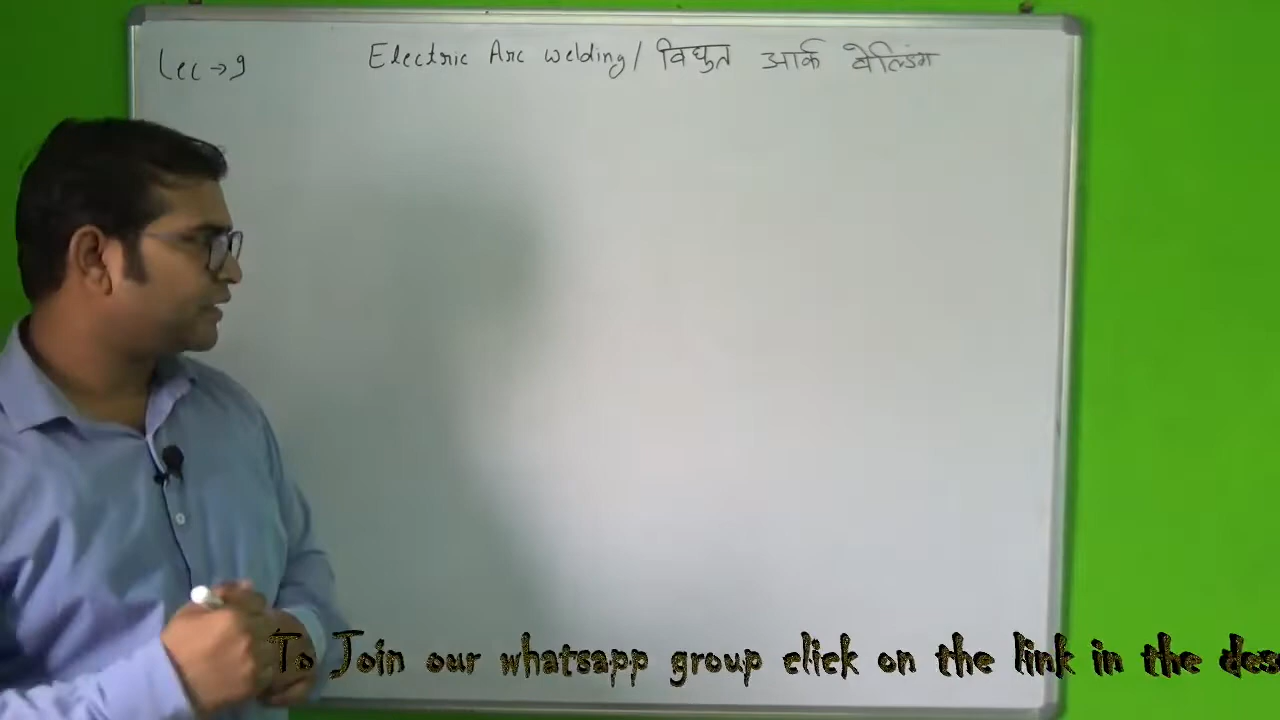 Lec → 9
Electric Arc welding / विद्युत आर्क वेल्डिंग
To Join our whatsapp group click on the link in the des